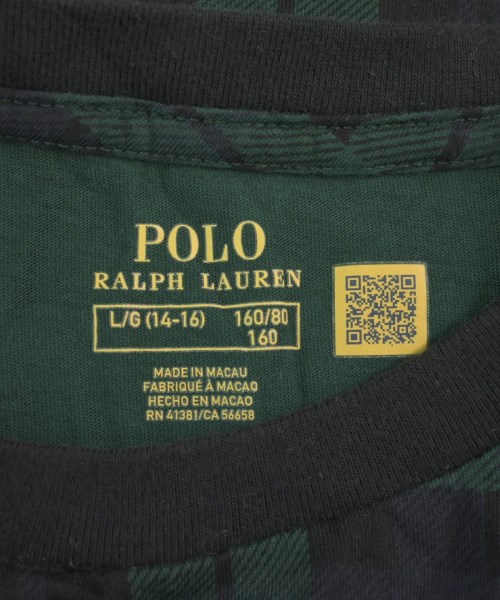 POLO
RALPH LAUREN
L/G (14-16) 160/80
160
MADE IN MACAU
FABRIQUÉ À MACAO
HECHO EN MACAO
RN 41381/CA 56658